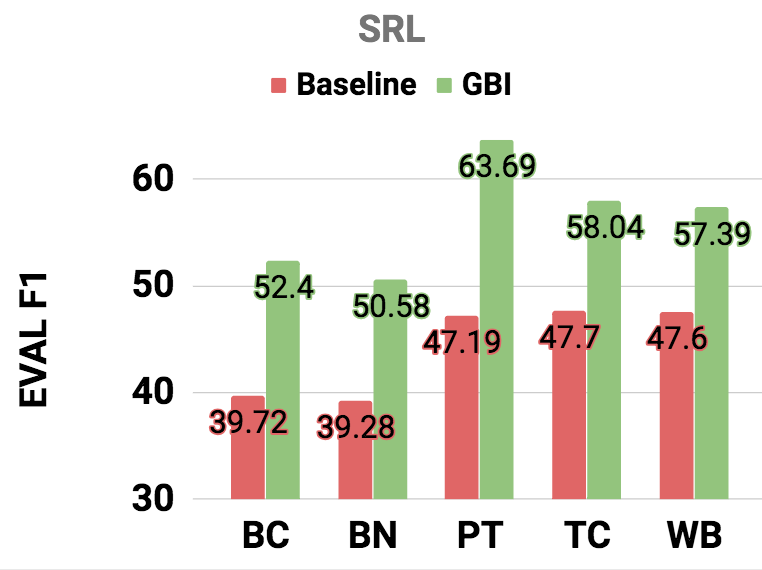 SRL
Baseline GBI
EVAL F1
60
50
40
30
39.72 52.4
39.28 50.58
47.19 63.69
47.7 58.04
47.6 57.39
BC BN PT TC WB